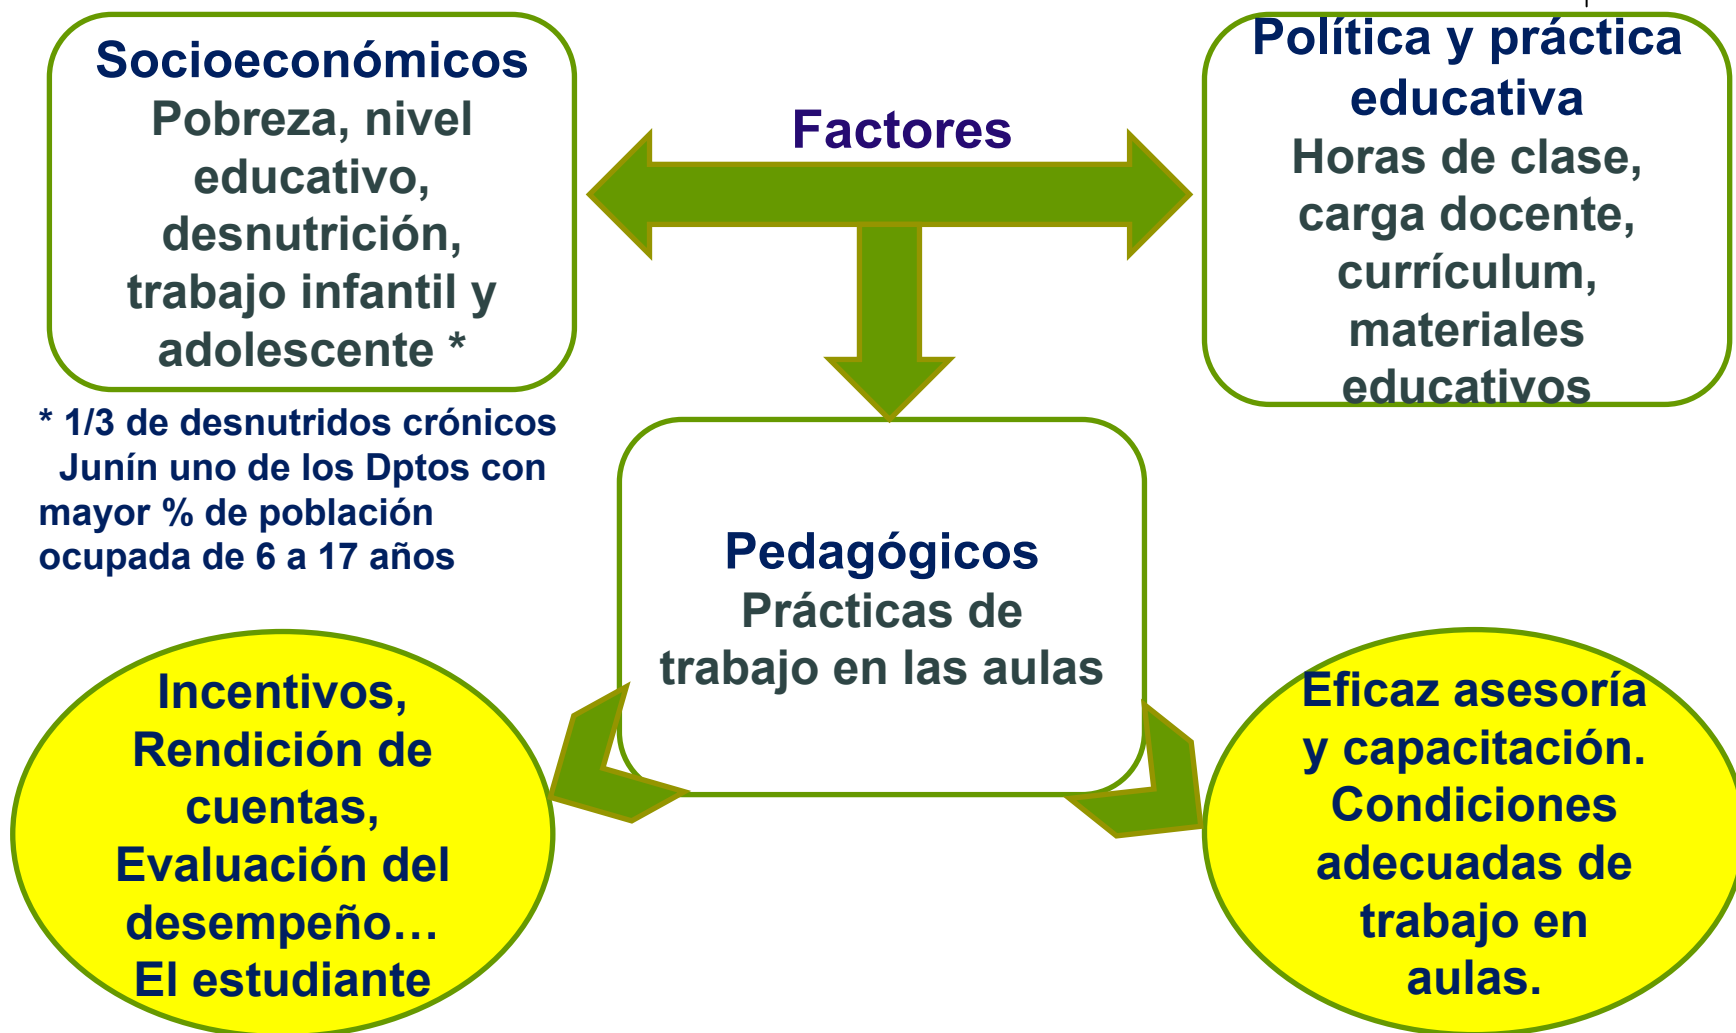 Socioeconómicos
Pobreza, nivel
educativo,
desnutrición,
trabajo infantil y
adolescente *
Factores
Política y práctica
educativa
Horas de clase,
carga docente,
currículum,
materiales
educativos
* 1/3 de desnutridos crónicos
Junín uno de los Dptos con
mayor % de población
ocupada de 6 a 17 años
Pedagógicos
Prácticas de
trabajo en las aulas
Incentivos,
Rendición de
cuentas,
Evaluación del
desempeño…
El estudiante
Eficaz asesoría
y capacitación.
Condiciones
adecuadas de
trabajo en
aulas.